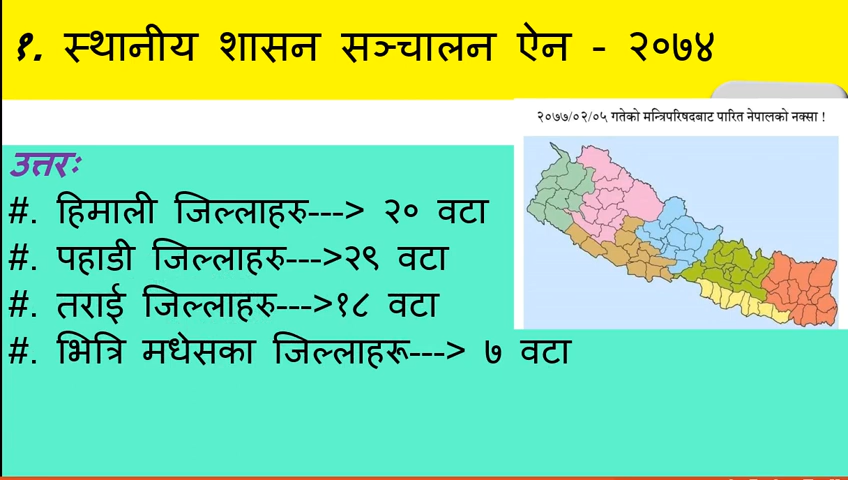 १. स्थानीय शासन सञ्चालन ऐन - २०७४
२०७७/०२/०५ गतेको मन्त्रिपरिषदबाट पारित नेपालको नक्सा !
उत्तरः
#. हिमाली जिल्लाहरु---> २० वटा
#. पहाडी जिल्लाहरु--->२९ वटा
#. तराई जिल्लाहरु--->१८ वटा
#. भित्रि मधेसका जिल्लाहरू---> ७ वटा